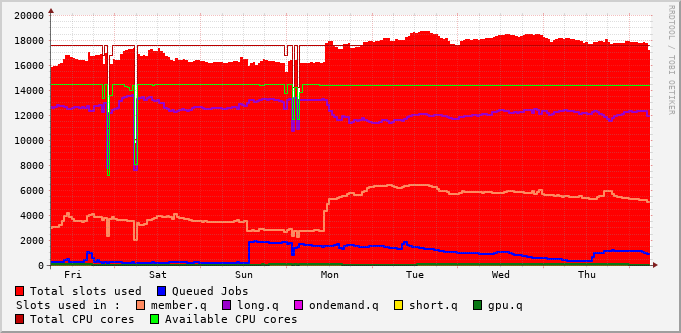 RRDTOOL / TOBI OETIKER
20000
18000
16000
14000
12000
10000
8000
6000
4000
2000
0
Fri Sat Sun Mon Tue Wed Thu
Total slots used Queued Jobs
Slots used in : member.q long.q ondemand.q short.q gpu.q
Total CPU cores Available CPU cores